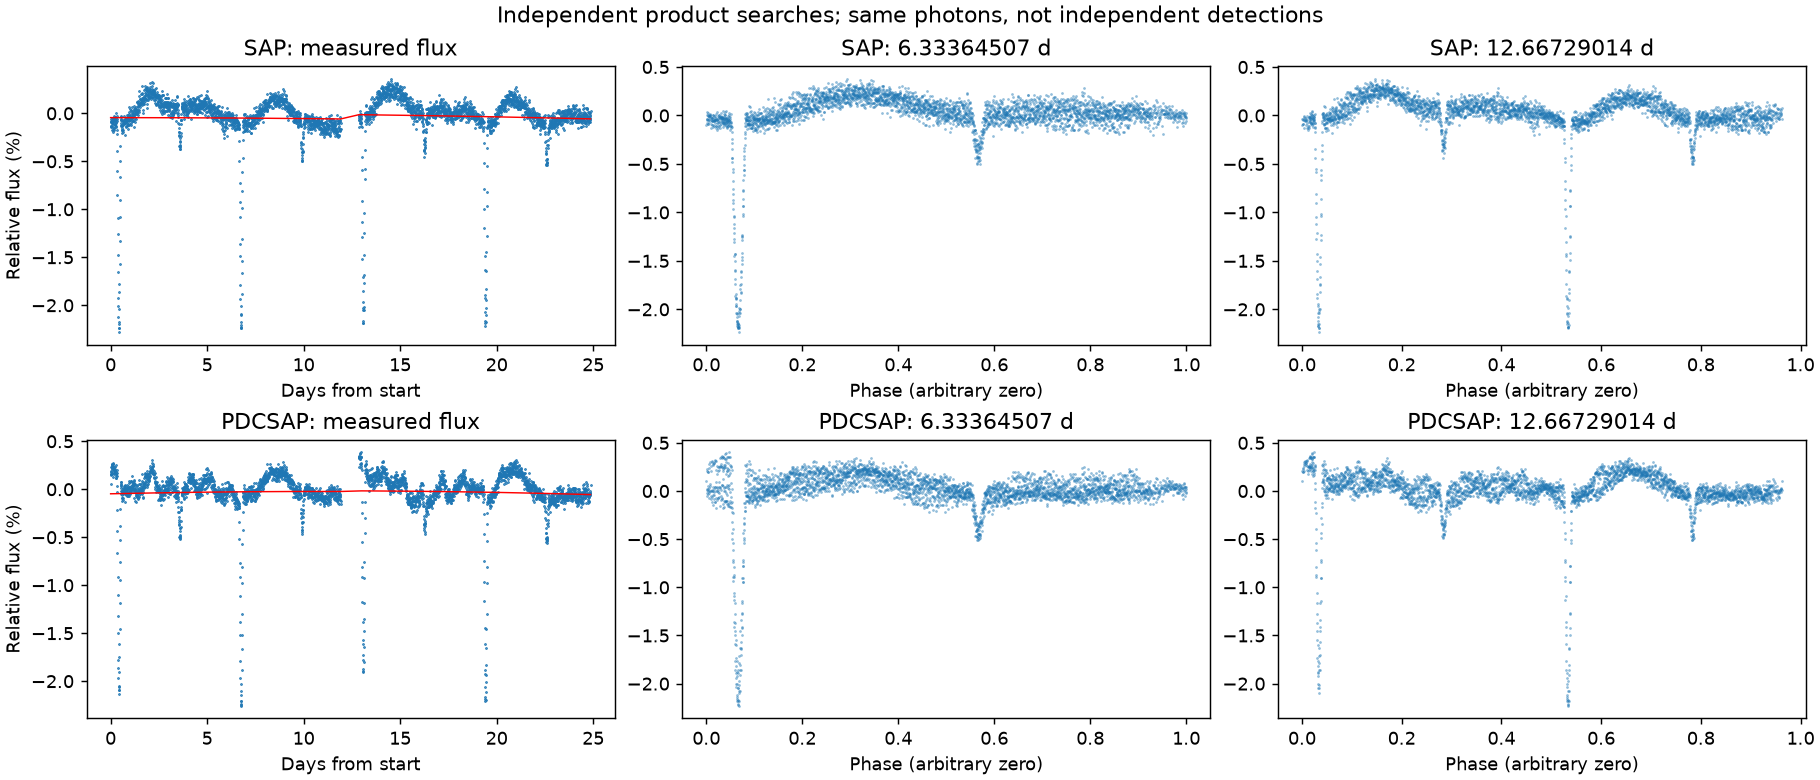 Independent product searches; same photons, not independent detections
SAP: measured flux
SAP: 6.33364507 d
SAP: 12.66729014 d
Relative flux (%)
0.0
−0.5
−1.0
−1.5
−2.0
0 5 10 15 20 25
Days from start
0.5
0.0
−0.5
−1.0
−1.5
−2.0
0.0 0.2 0.4 0.6 0.8 1.0
Phase (arbitrary zero)
0.5
0.0
−0.5
−1.0
−1.5
−2.0
0.0 0.2 0.4 0.6 0.8 1.0
Phase (arbitrary zero)
PDCSAP: measured flux
PDCSAP: 6.33364507 d
PDCSAP: 12.66729014 d
Relative flux (%)
0.5
0.0
−0.5
−1.0
−1.5
−2.0
0 5 10 15 20 25
Days from start
0.5
0.0
−0.5
−1.0
−1.5
−2.0
0.0 0.2 0.4 0.6 0.8 1.0
Phase (arbitrary zero)
0.5
0.0
−0.5
−1.0
−1.5
−2.0
0.0 0.2 0.4 0.6 0.8 1.0
Phase (arbitrary zero)